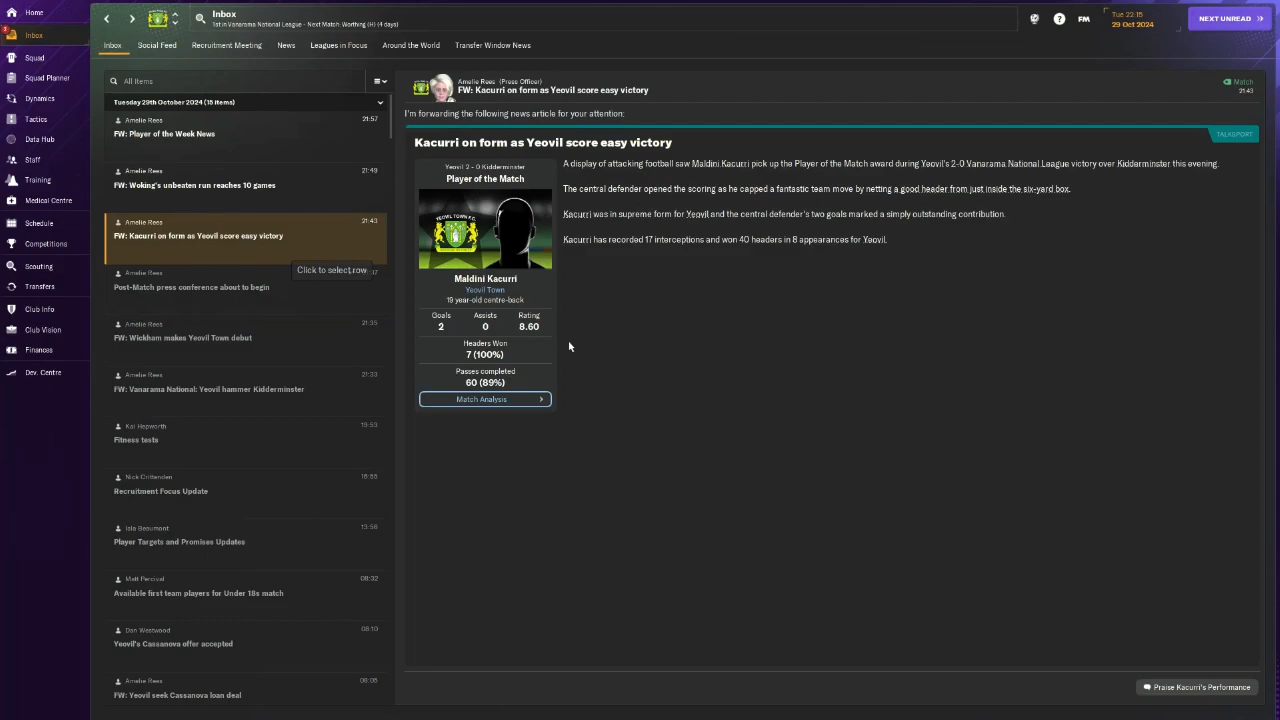 Home
Inbox
Squad
Squad Planner
Dynamics
Tactics
Data Hub
Staff
Training
Medical Centre
Schedule
Competitions
Scouting
Transfers
Club Info
Club Vision
Finances
Dev. Centre
3
Inbox
1st in Vanarama National League - Next Match: Worthing (H) (4 days)
FM
Tue 22:15
29 Oct 2024
NEXT UNREAD
Inbox Social Feed Recruitment Meeting News Leagues in Focus Around the World Transfer Window News
All Items
Tuesday 29th October 2024 (15 items)
Amelie Rees 21:57
FW: Player of the Week News
Amelie Rees 21:49
FW: Woking's unbeaten run reaches 10 games
Amelie Rees 21:43
FW: Kacurri on form as Yeovil score easy victory
Click to select row
Amelie Rees
Post-Match press conference about to begin
Amelie Rees 21:35
FW: Wickham makes Yeovil Town debut
Amelie Rees 21:33
FW: Vanarama National: Yeovil hammer Kidderminster
Kai Hepworth 19:53
Fitness tests
Nick Crittenden 16:55
Recruitment Focus Update
Isla Beaumont 13:56
Player Targets and Promises Updates
Matt Percival 08:32
Available first team players for Under 18s match
Dan Westwood 08:10
Yeovil's Cassanova offer accepted
Amelie Rees 08:05
FW: Yeovil seek Cassanova loan deal
Amelie Rees (Press Officer)
FW: Kacurri on form as Yeovil score easy victory
Match
21:43
I'm forwarding the following news article for your attention:
TALKSPORT
Kacurri on form as Yeovil score easy victory
Yeovil 2 - 0 Kidderminster
Player of the Match
YEOVIL TOWN F.C.
Maldini Kacurri
Yeovil Town
19 year-old centre-back
Goals Assists Rating
2 0 8.60
Headers Won
7 (100%)
Passes completed
60 (89%)
Match Analysis
A display of attacking football saw Maldini Kacurri pick up the Player of the Match award during Yeovil's 2-0 Vanarama National League victory over Kidderminster this evening.
The central defender opened the scoring as he capped a fantastic team move by netting a good header from just inside the six-yard box.
Kacurri was in supreme form for Yeovil and the central defender's two goals marked a simply outstanding contribution.
Kacurri has recorded 17 interceptions and won 40 headers in 8 appearances for Yeovil.
Praise Kacurri's Performance